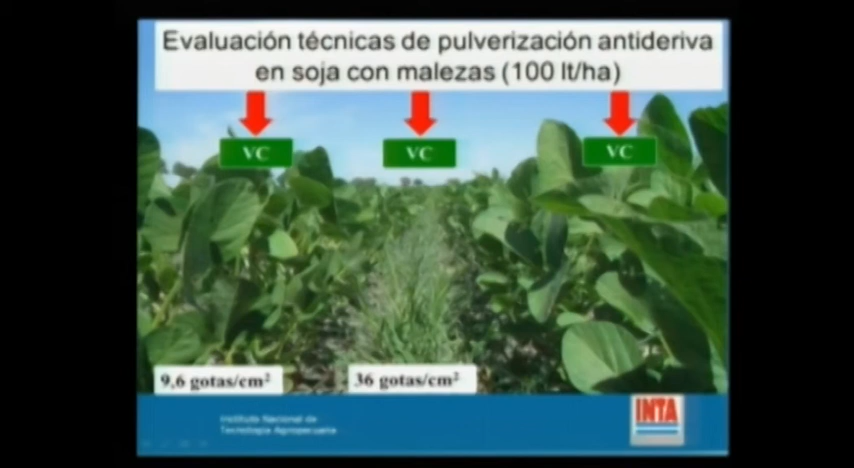 Evaluación técnicas de pulverización antideriva
en soja con malezas (100 lt/ha)
VC
VC
VC
9,6 gotas/cm²
36 gotas/cm²
Instituto Nacional de
Tecnología Agropecuaria
INTA